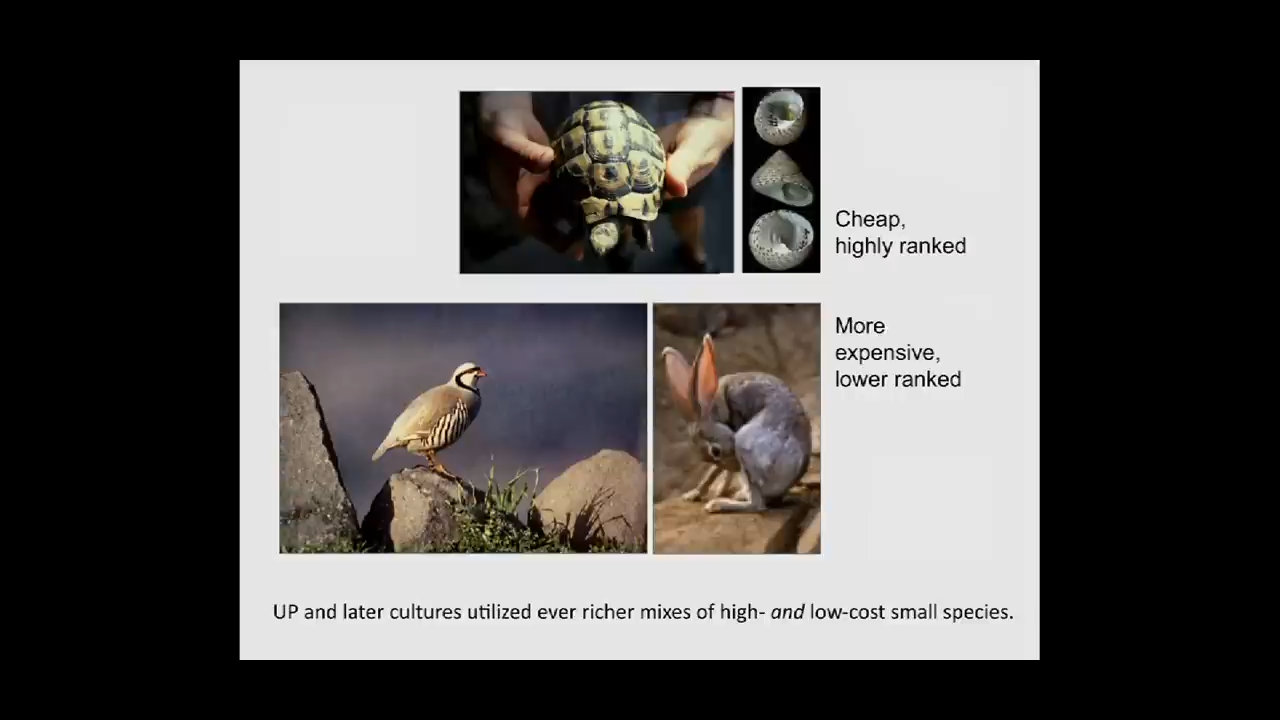 Cheap,
highly ranked
More
expensive,
lower ranked
UP and later cultures utilized ever richer mixes of high- and low-cost small species.